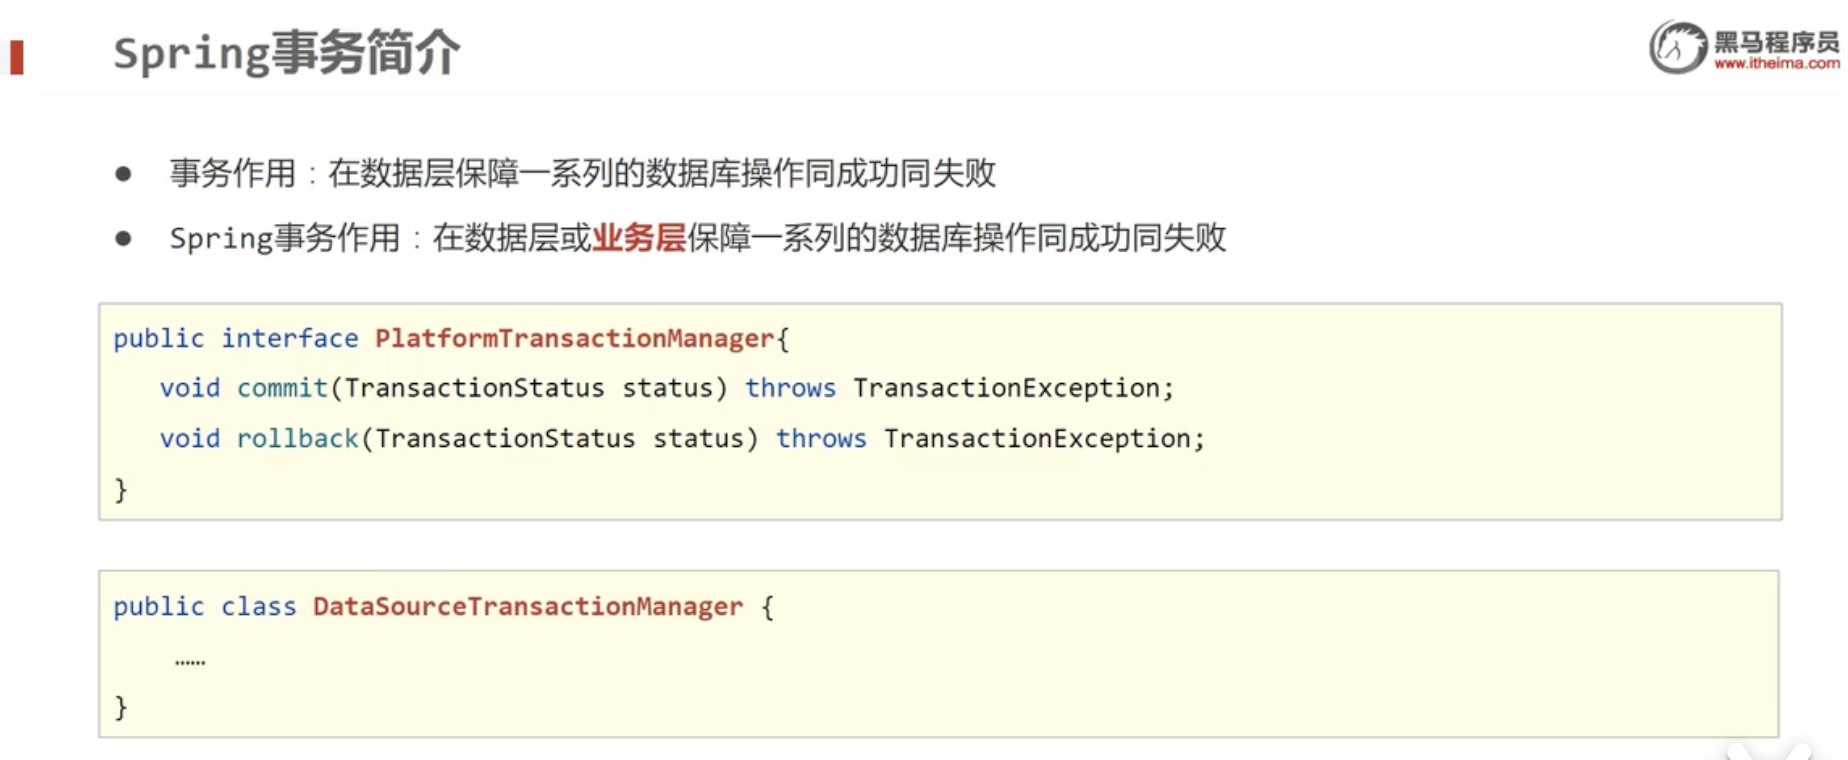 Spring事务简介
黑马程序员
www.itheima.com
● 事务作用：在数据层保障一系列的数据库操作同成功同失败
● Spring事务作用：在数据层或业务层保障一系列的数据库操作同成功同失败
public interface PlatformTransactionManager{
void commit(TransactionStatus status) throws TransactionException;
void rollback(TransactionStatus status) throws TransactionException;
}
public class DataSourceTransactionManager {
……
}